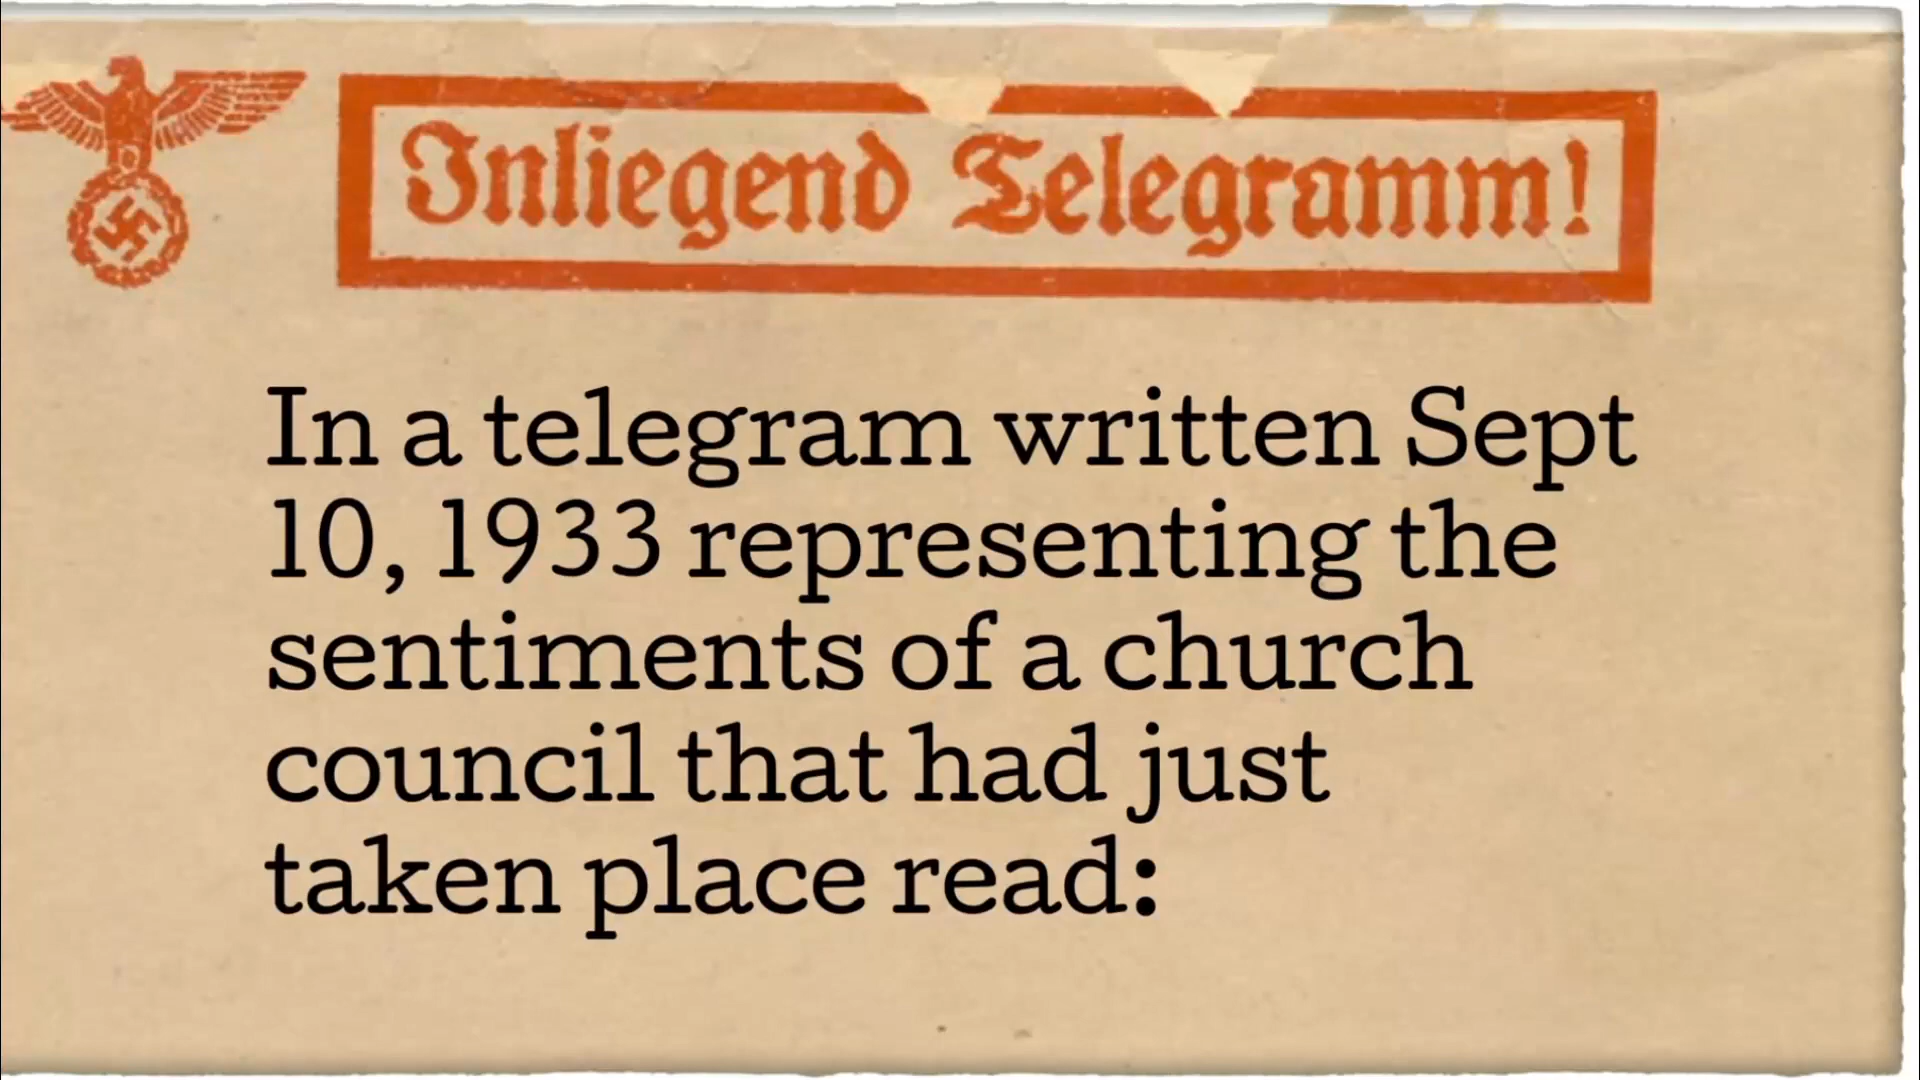 Inliegend Telegramm!
In a telegram written Sept
10, 1933 representing the
sentiments of a church
council that had just
taken place read: